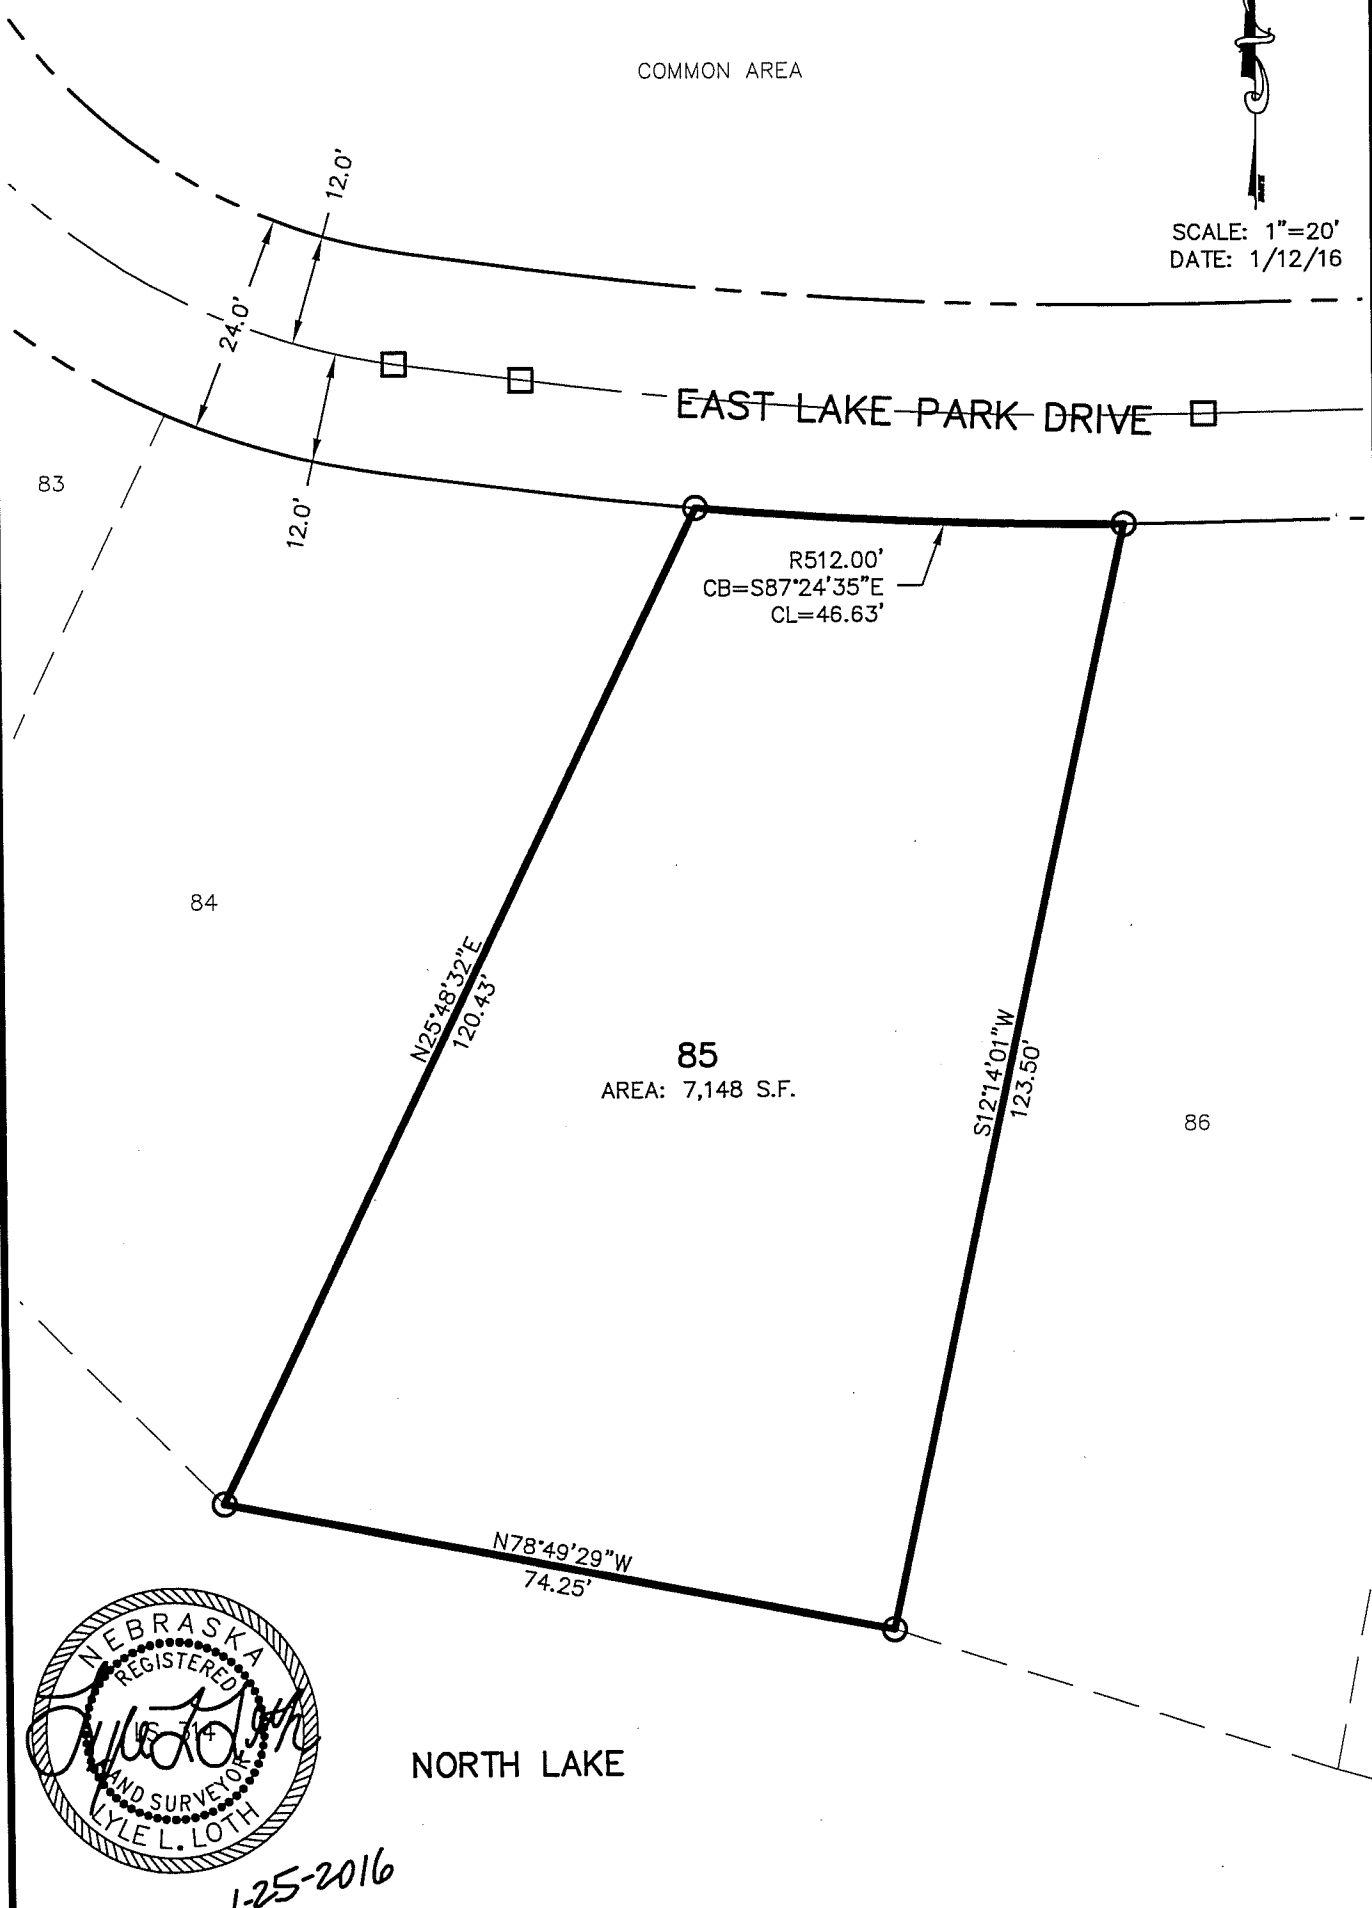 COMMON AREA
12.0'
SCALE: 1"=20'
DATE: 1/12/16
24.0'
EAST LAKE PARK DRIVE
83
12.0'
R512.00'
CB=S87°24'35"E
CL=46.63'
84
N25°48'32"E
120.43'
85
AREA: 7,148 S.F.
S12°14'01"W
123.50'
86
N78°49'29"W
74.25'
NEBRASKA
REGISTERED
LS 314
LAND SURVEYOR
LYLE L. LOTH
NORTH LAKE
1-25-2016